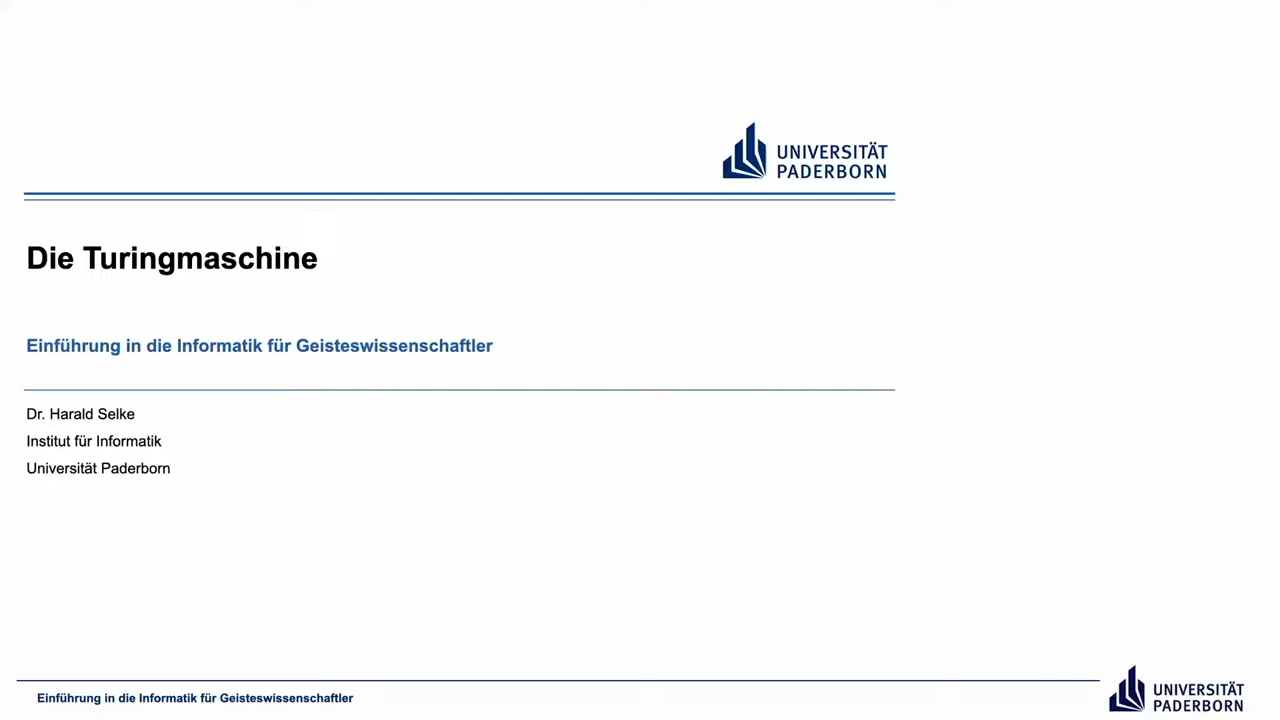 UNIVERSITÄT
PADERBORN
Die Turingmaschine
Einführung in die Informatik für Geisteswissenschaftler
Dr. Harald Selke
Institut für Informatik
Universität Paderborn
Einführung in die Informatik für Geisteswissenschaftler
UNIVERSITÄT
PADERBORN